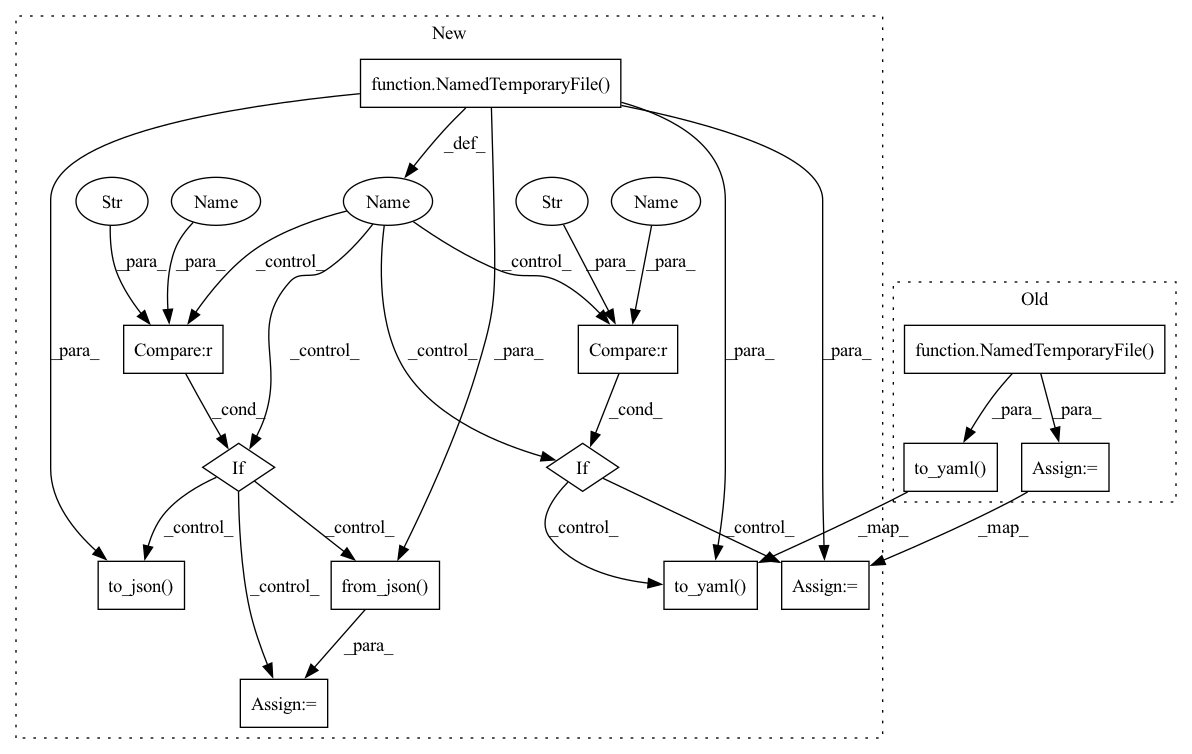 New
function.NamedTemporaryFile()
_def_
Str
Name
Name
Str
Name
_para_
_para_
_control_
_control_
_para_
_para_
Old
function.NamedTemporaryFile()
Compare:r
Compare:r
_para_
_control_
_control_
_para_
_para_
_para_
_cond_
_cond_
_para_
_para_
If
If
to_yaml()
Assign:=
_control_
_control_
_control_
_control_
_control_
_map_
_map_
to_json()
from_json()
to_yaml()
Assign:=
_para_
Assign:=